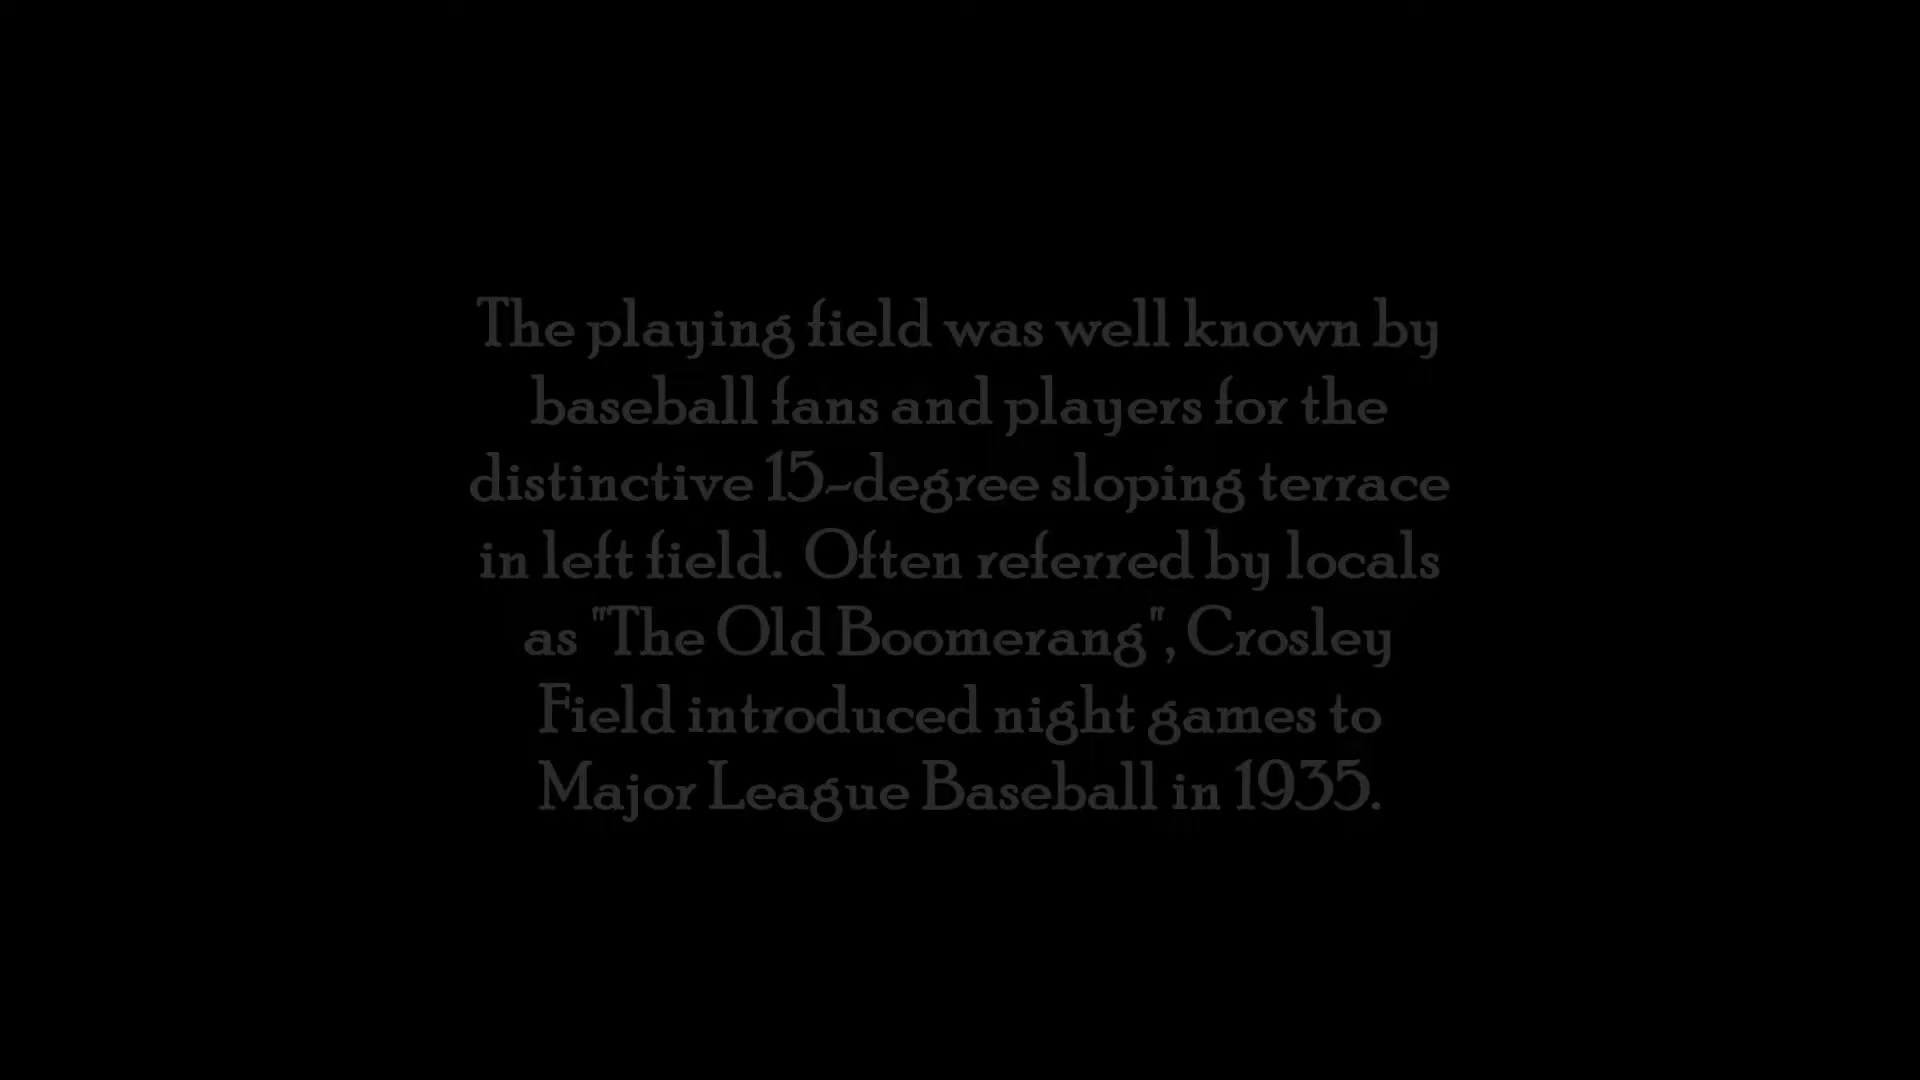 The playing field was well known by
baseball fans and players for the
distinctive 15-degree sloping terrace
in left field.  Often referred by locals
as "The Old Boomerang", Crosley
Field introduced night games to
Major League Baseball in 1935.